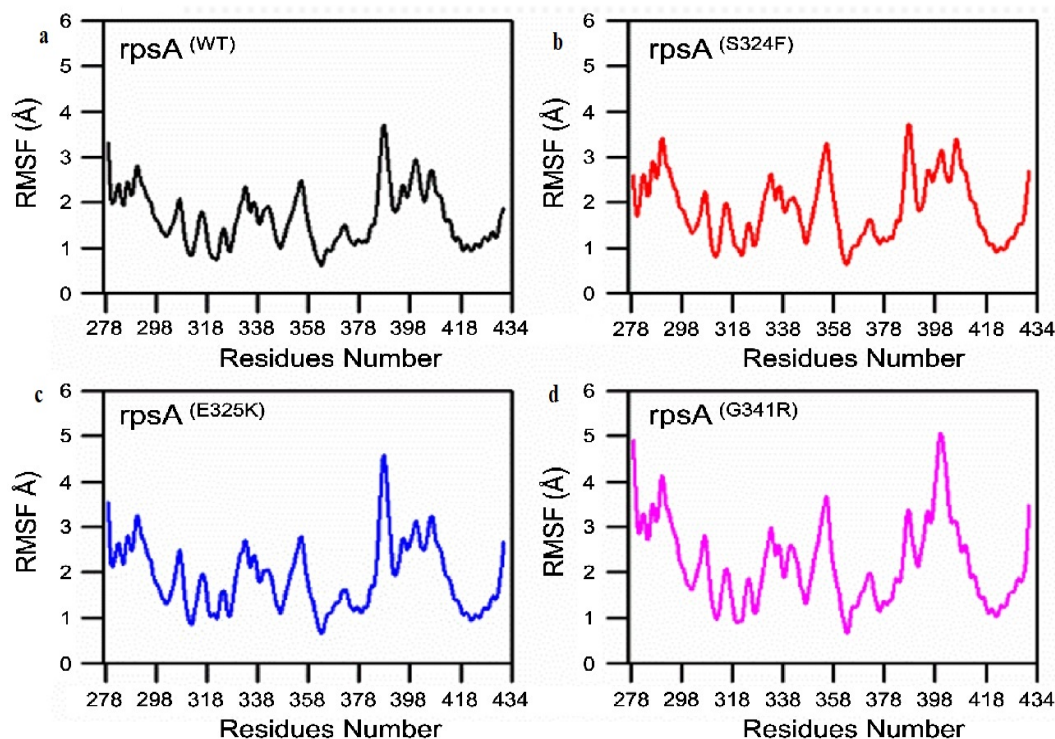 a
rpsA (WT)
RMSF (Å)
6
5
4
3
2
1
0
278 298 318 338 358 378 398 418 434
Residues Number
b
rpsA (S324F)
RMSF (Å)
6
5
4
3
2
1
0
278 298 318 338 358 378 398 418 434
Residues Number
c
rpsA (E325K)
RMSF Å)
6
5
4
3
2
1
0
278 298 318 338 358 378 398 418 434
Residues Number
d
rpsA (G341R)
RMSF (Å)
6
5
4
3
2
1
0
278 298 318 338 358 378 398 418 434
Residues Number